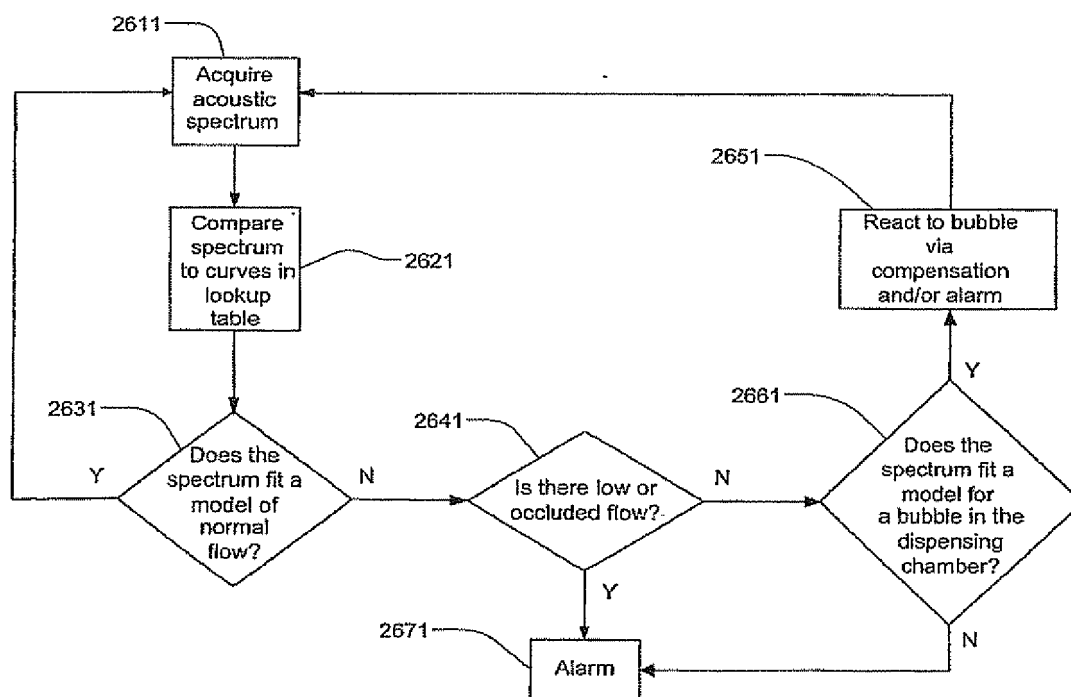 2611
Acquire
acoustic
spectrum
2651
React to bubble
via
compensation
and/or alarm
Compare
spectrum
to curves in
lookup
table
2621
2631
Does the
spectrum fit a
model of
normal
flow?
Y
N
2641
Is there low or
occluded flow?
N
Y
2661
Does the
spectrum fit a
model for
a bubble in the
dispensing
chamber?
Y
N
2671
Alarm